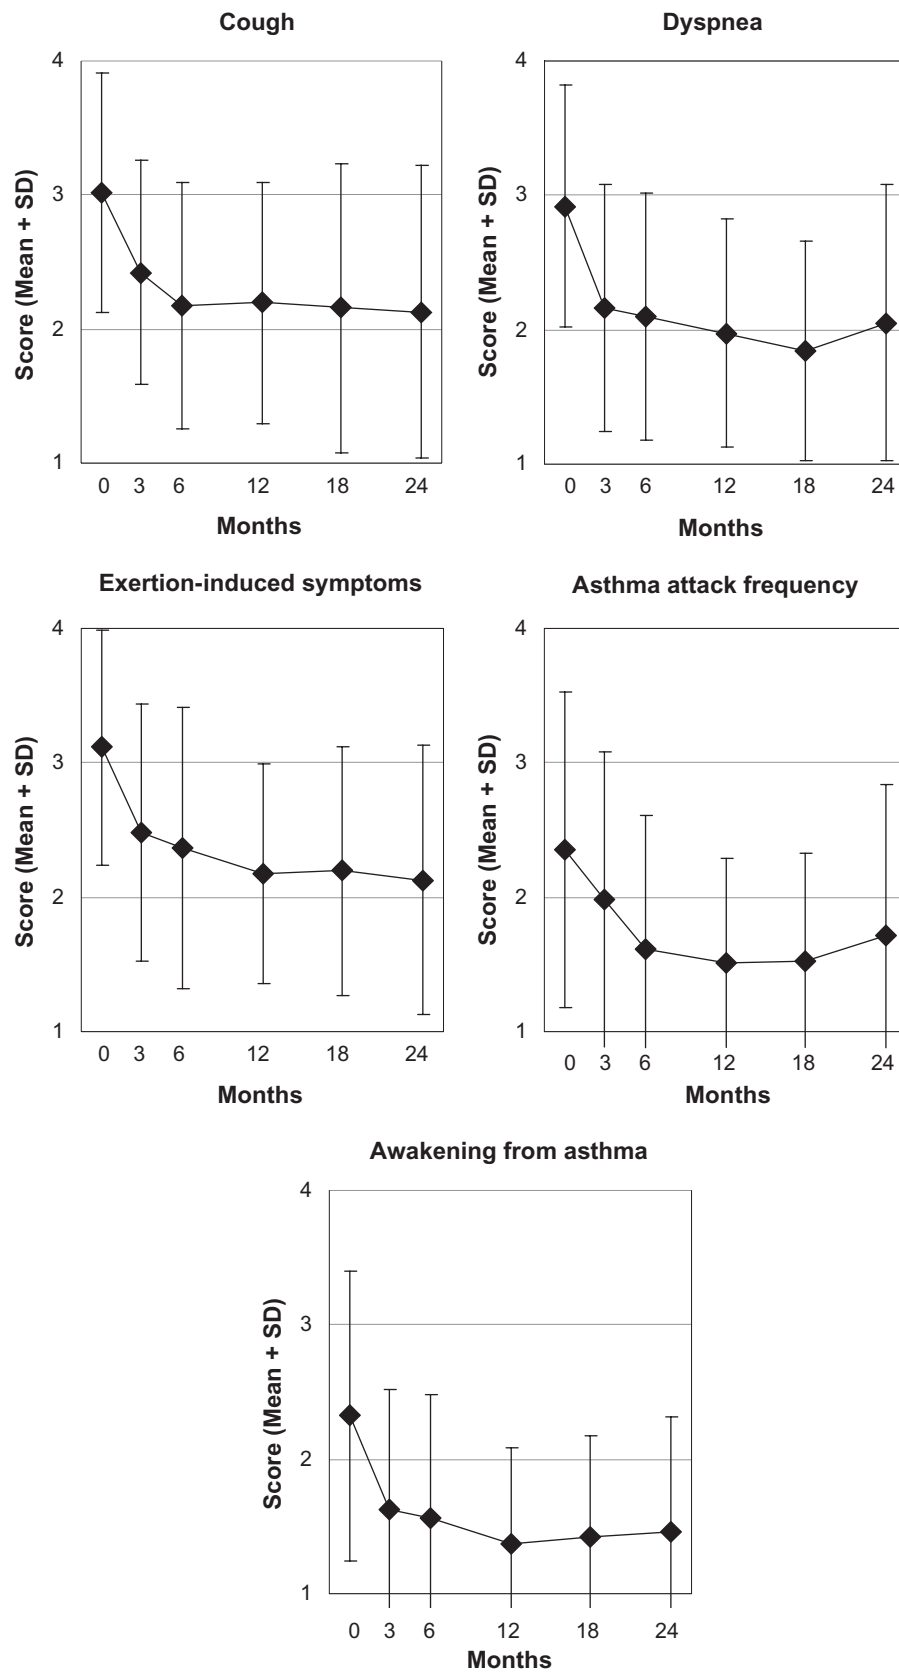 Cough
Score (Mean + SD)
4
3
2
1
0 3 6 12 18 24
Months
Dyspnea
Score (Mean + SD)
4
3
2
1
0 3 6 12 18 24
Months
Exertion-induced symptoms
Score (Mean + SD)
4
3
2
1
0 3 6 12 18 24
Months
Asthma attack frequency
Score (Mean + SD)
4
3
2
1
0 3 6 12 18 24
Months
Awakening from asthma
Score (Mean + SD)
4
3
2
1
0 3 6 12 18 24
Months